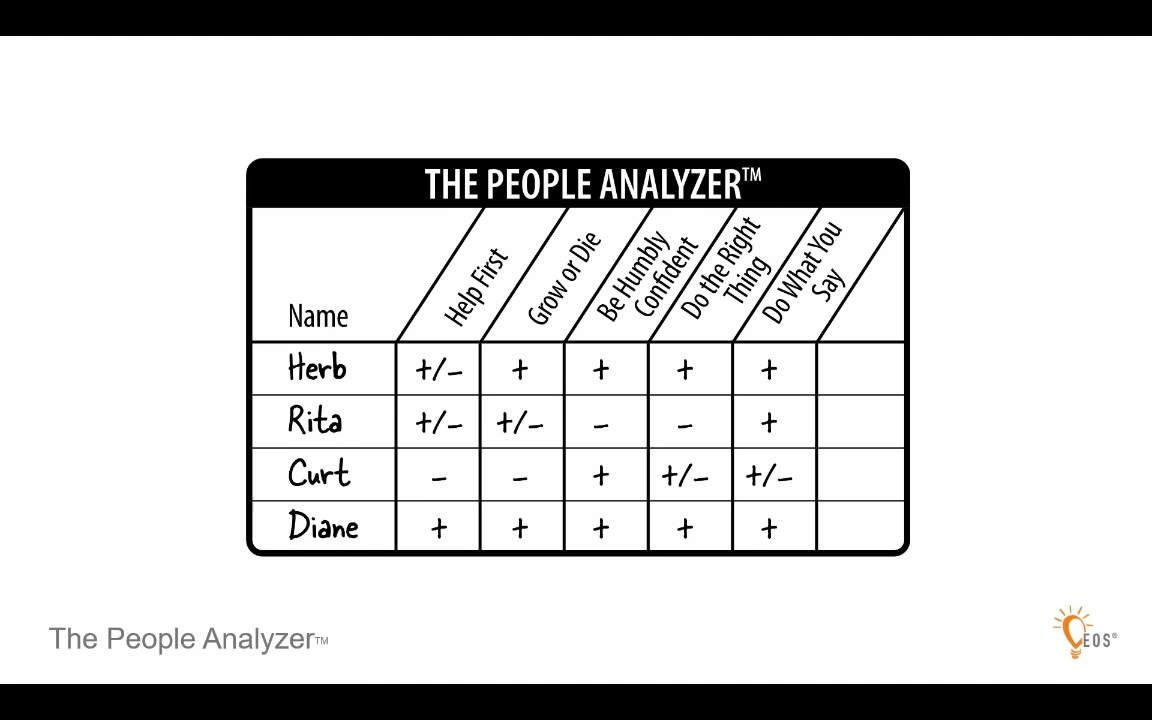 THE PEOPLE ANALYZER™
Name
Help First
Grow or Die
Be Humbly
Confident
Do the Right
Thing
Do What You
Say
Herb +/- + + + +
Rita +/- +/- - - +
Curt - - + +/- +/-
Diane + + + + +
The People Analyzer™
EOS®